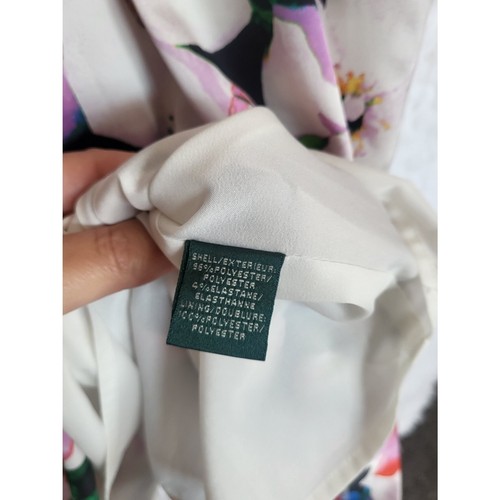 SHELL/EXTERIEUR:
96%POLYESTER/
POLYESTER
4%ELASTANE/
ELASTHANNE
LINING/DOUBLURE:
100%POLYESTER/
POLYESTER